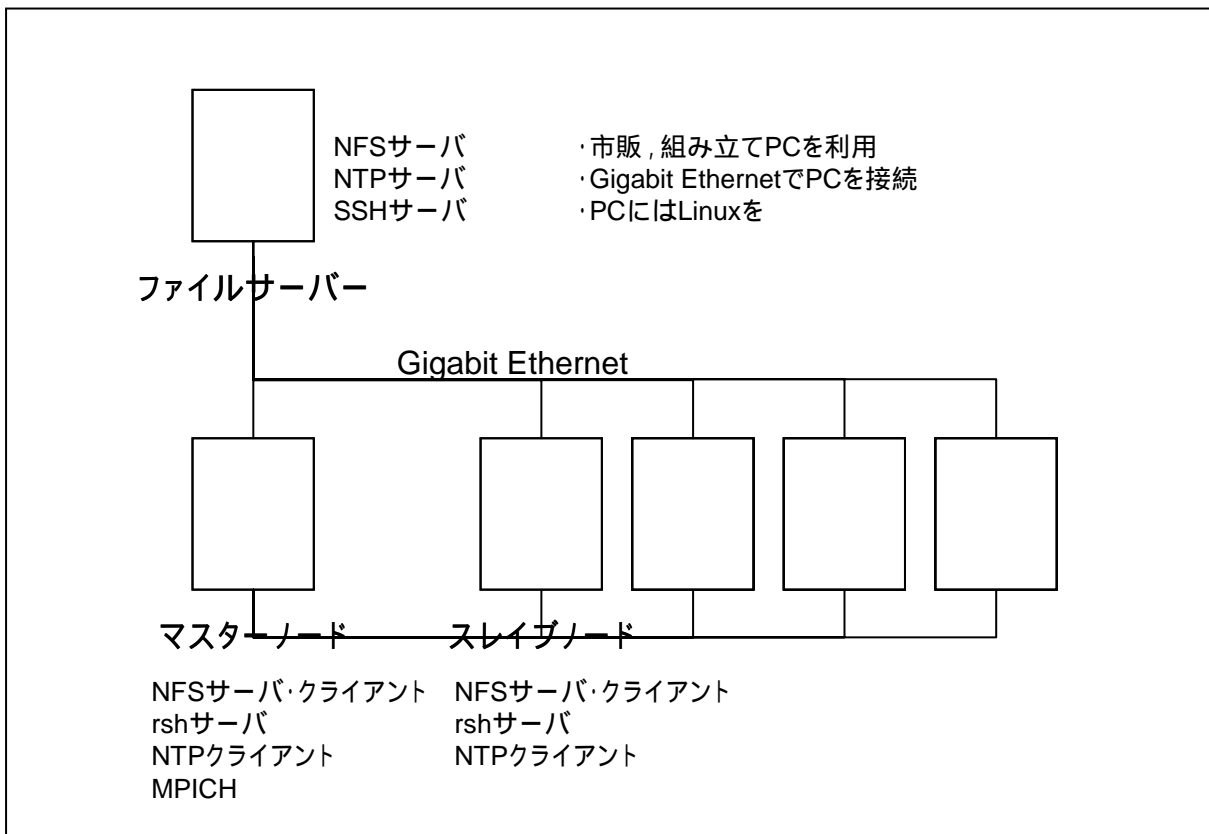 NFSサーバ
NTPサーバ
SSHサーバ
・市販,組み立てPCを利用
・Gigabit EthernetでPCを接続
・PCにはLinuxを
ファイルサーバー
Gigabit Ethernet
マスターノード
NFSサーバ・クライアント
rshサーバ
NTPクライアント
MPICH
スレイブノード
NFSサーバ・クライアント
rshサーバ
NTPクライアント